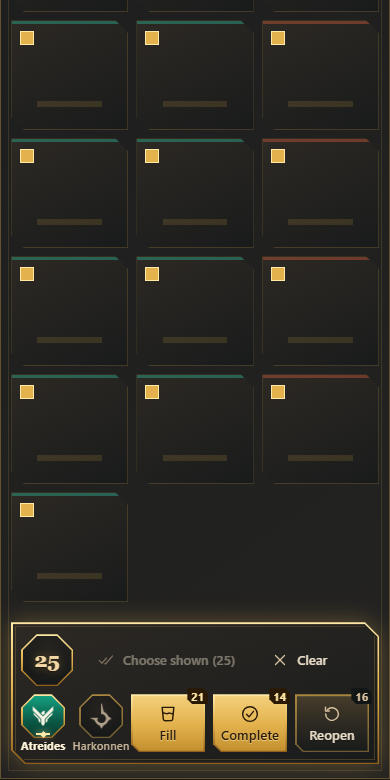 25
Choose shown (25)
Clear
21
14
16
Atreides
Harkonnen
Fill
Complete
Reopen